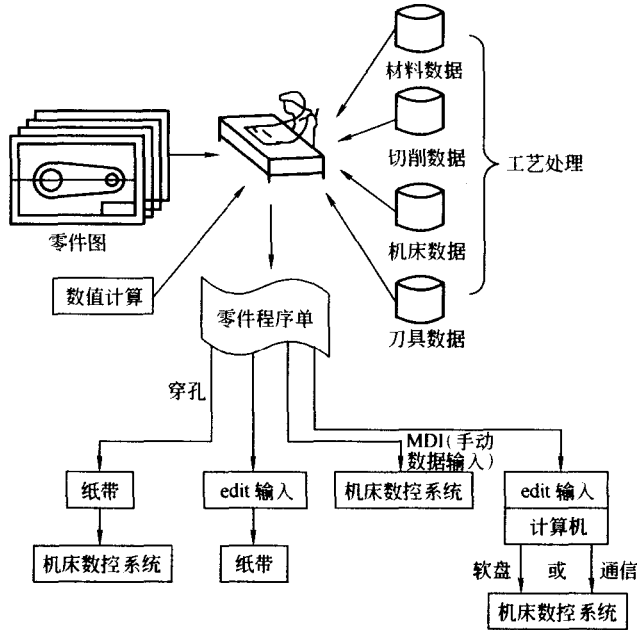 材料数据
切削数据
工艺处理
零件图
机床数据
数值计算
零件程序单
刀具数据
穿孔
MDI(手动
数据输入)
纸带
edit 输入
机床数控系统
edit 输入
计算机
机床数控系统
纸带
软盘
或
通信
机床数控系统